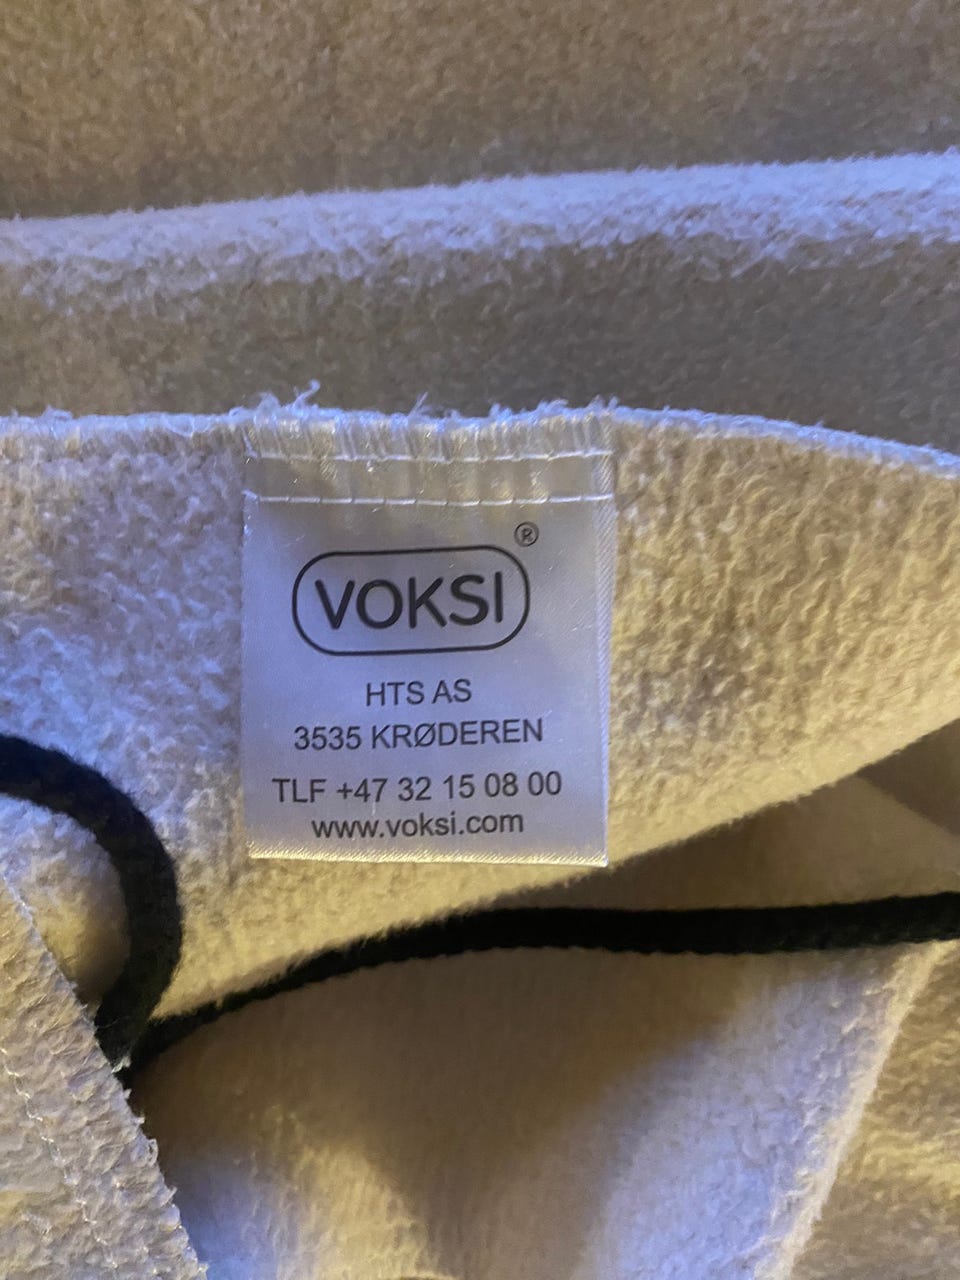 VOKSI®
HTS AS
3535 KRØDEREN
TLF +47 32 15 08 00
www.voksi.com